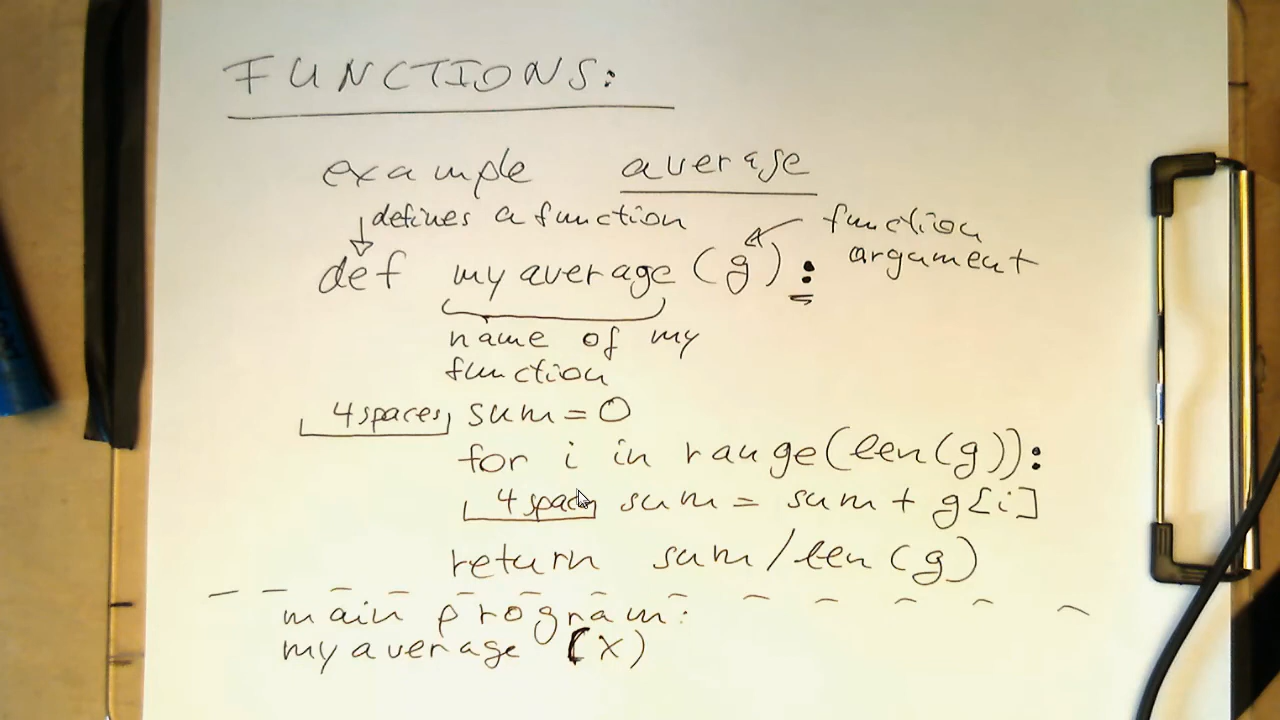 FUNCTIONS:
example average
defines a function
function
argument
def myaverage(g):
name of my
function
4 spaces sum=0
for i in range(len(g)):
4 spaces sum = sum + g[i]
return sum/len(g)
main program:
myaverage (x)